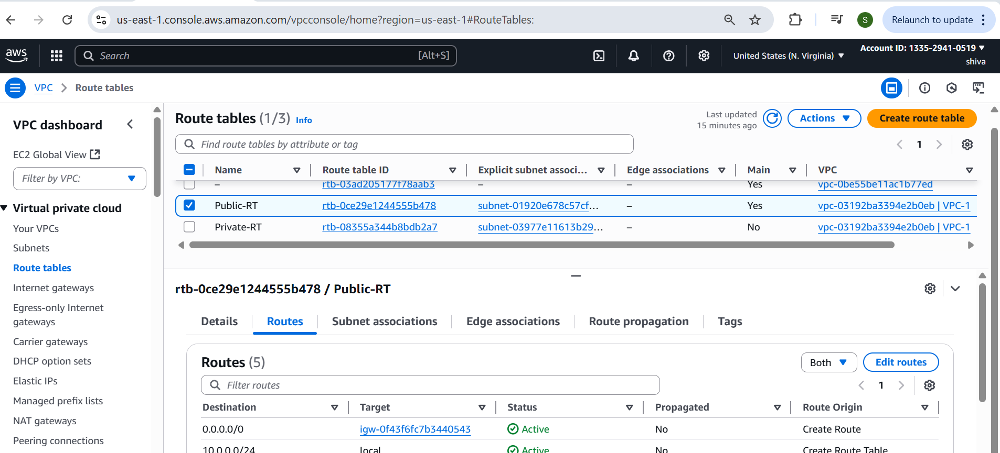 us-east-1.console.aws.amazon.com/vpcconsole/home?region=us-east-1#RouteTables:
S
Relaunch to update
aws
Search
[Alt+S]
United States (N. Virginia)
Account ID: 1335-2941-0519
shiva
VPC
Route tables
VPC dashboard
EC2 Global View
Filter by VPC:
Virtual private cloud
Your VPCs
Subnets
Route tables
Internet gateways
Egress-only Internet
gateways
Carrier gateways
DHCP option sets
Elastic IPs
Managed prefix lists
NAT gateways
Peering connections
Route tables (1/3) Info
Last updated
15 minutes ago
Actions
Create route table
Find route tables by attribute or tag
1
Name Route table ID Explicit subnet associ... Edge associations Main VPC
– rtb-03ad205177f78aab3 – – Yes vpc-0be55be11ac1b77ed
Public-RT rtb-0ce29e1244555b478 subnet-01920e678c57cf... – Yes vpc-03192ba3394e2b0eb | VPC-1
Private-RT rtb-08355a344b8bdb2a7 subnet-03977e11613b29... – No vpc-03192ba3394e2b0eb | VPC-1
rtb-0ce29e1244555b478 / Public-RT
Details Routes Subnet associations Edge associations Route propagation Tags
Routes (5)
Both
Edit routes
Filter routes
1
Destination Target Status Propagated Route Origin
0.0.0.0/0 igw-0f43f6fc7b3440543 Active No Create Route
10.0.0.0/24 local Active No Create Route Table